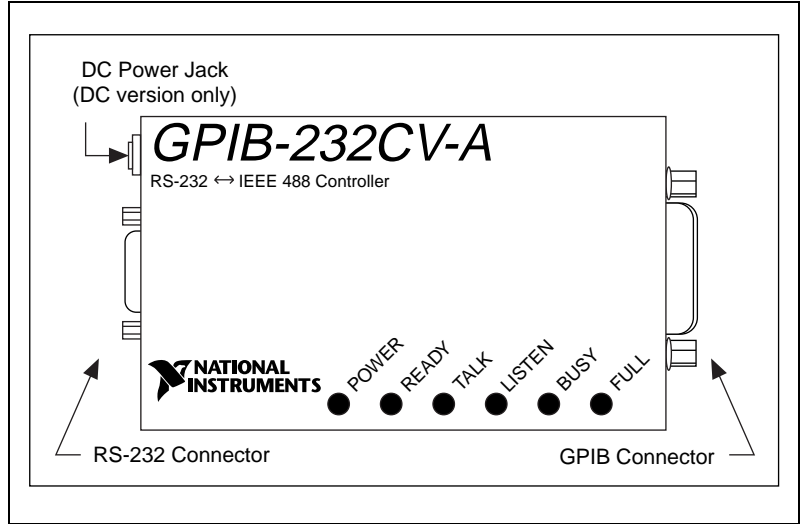 DC Power Jack
(DC version only)
GPIB-232CV-A
RS-232 ↔ IEEE 488 Controller
NATIONAL
INSTRUMENTS
POWER
READY
TALK
LISTEN
BUSY
FULL
RS-232 Connector
GPIB Connector